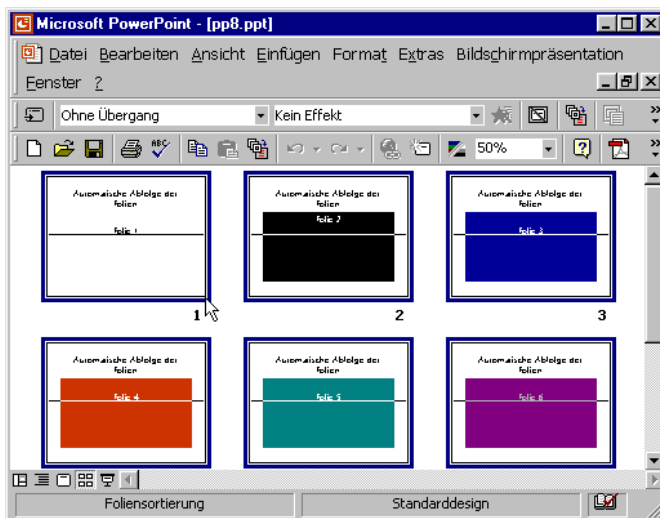 Microsoft PowerPoint - [pp8.ppt]
Datei Bearbeiten Ansicht Einfügen Format Extras Bildschirmpräsentation
Fenster ?
Ohne Übergang Kein Effekt
ABC 50%
Automaische Ablolge der
Folien
Folie 1
1
Automaische Ablolge der
Folien
Folie 2
2
Automaische Ablolge der
Folien
Folie 3
3
Automaische Ablolge der
Folien
Folie 4
Automaische Ablolge der
Folien
Folie 5
Automaische Ablolge der
Folien
Folie 6
Foliensortierung Standarddesign